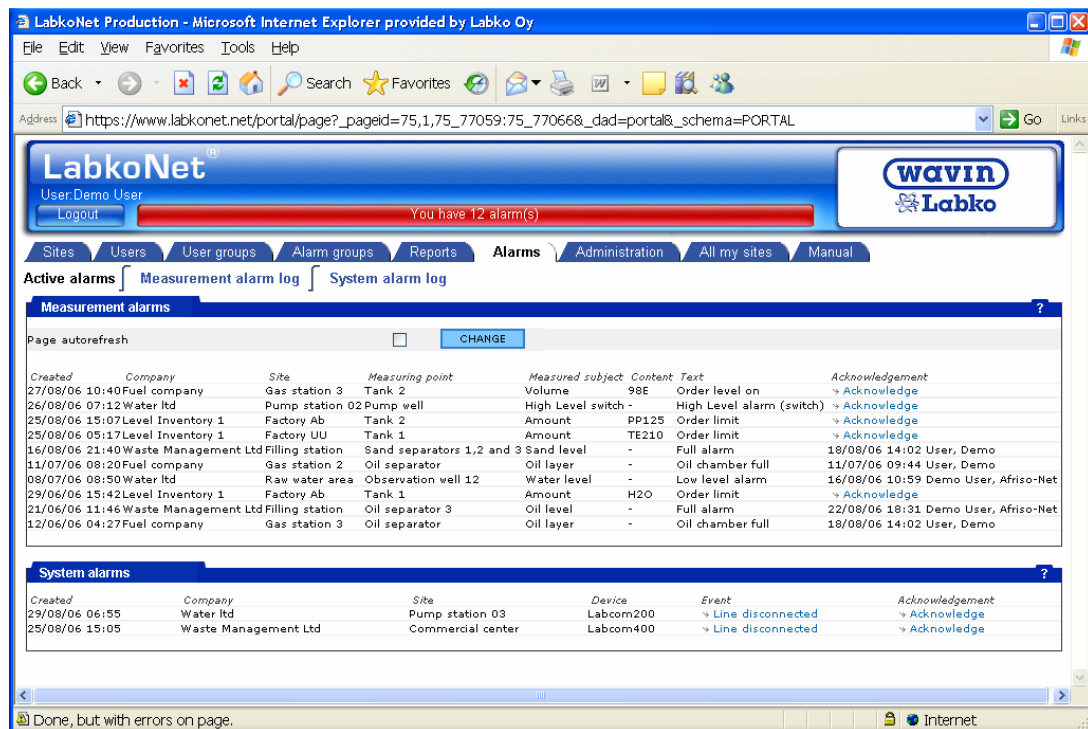 LabkoNet Production - Microsoft Internet Explorer provided by Labko Oy
File Edit View Favorites Tools Help
Back Search Favorites
Address https://www.labkonet.net/portal/page?_pageid=75,1,75_77059:75_77066&_dad=portal&_schema=PORTAL Go Links
LabkoNet®
User:Demo User
Logout You have 12 alarm(s)
wavin
Labko
Sites Users User groups Alarm groups Reports Alarms Administration All my sites Manual
Active alarms Measurement alarm log System alarm log
Measurement alarms ?
Page autorefresh CHANGE
Created Company Site Measuring point Measured subject Content Text Acknowledgement
27/08/06 10:40 Fuel company Gas station 3 Tank 2 Volume 98E Order level on Acknowledge
26/08/06 07:12 Water ltd Pump station 02 Pump well High Level switch - High Level alarm (switch) Acknowledge
25/08/06 15:07 Level Inventory 1 Factory Ab Tank 2 Amount PP125 Order limit Acknowledge
25/08/06 05:17 Level Inventory 1 Factory UU Tank 1 Amount TE210 Order limit Acknowledge
16/08/06 21:40 Waste Management Ltd Filling station Sand separators 1,2 and 3 Sand level - Full alarm 18/08/06 14:02 User, Demo
11/07/06 08:20 Fuel company Gas station 2 Oil separator Oil layer - Oil chamber full 11/07/06 09:44 User, Demo
08/07/06 08:50 Water ltd Raw water area Observation well 12 Water level - Low level alarm 16/08/06 10:59 Demo User, Afriso-Net
29/06/06 15:42 Level Inventory 1 Factory Ab Tank 1 Amount H2O Order limit Acknowledge
21/06/06 11:46 Waste Management Ltd Filling station Oil separator 3 Oil level - Full alarm 22/08/06 18:31 Demo User, Afriso-Net
12/06/06 04:27 Fuel company Gas station 3 Oil separator Oil layer - Oil chamber full 18/08/06 14:02 User, Demo
System alarms ?
Created Company Site Device Event Acknowledgement
29/08/06 06:55 Water ltd Pump station 03 Labcom200 Line disconnected Acknowledge
25/08/06 15:05 Waste Management Ltd Commercial center Labcom400 Line disconnected Acknowledge
Done, but with errors on page. Internet